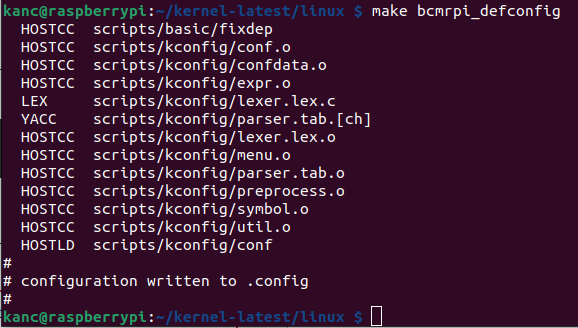 kanc@raspberrypi:~/kernel-latest/linux $ make bcmrpi_defconfig
HOSTCC scripts/basic/fixdep
HOSTCC scripts/kconfig/conf.o
HOSTCC scripts/kconfig/confdata.o
HOSTCC scripts/kconfig/expr.o
LEX scripts/kconfig/lexer.lex.c
YACC scripts/kconfig/parser.tab.[ch]
HOSTCC scripts/kconfig/lexer.lex.o
HOSTCC scripts/kconfig/menu.o
HOSTCC scripts/kconfig/parser.tab.o
HOSTCC scripts/kconfig/preprocess.o
HOSTCC scripts/kconfig/symbol.o
HOSTCC scripts/kconfig/util.o
HOSTLD scripts/kconfig/conf
#
# configuration written to .config
#
kanc@raspberrypi:~/kernel-latest/linux $